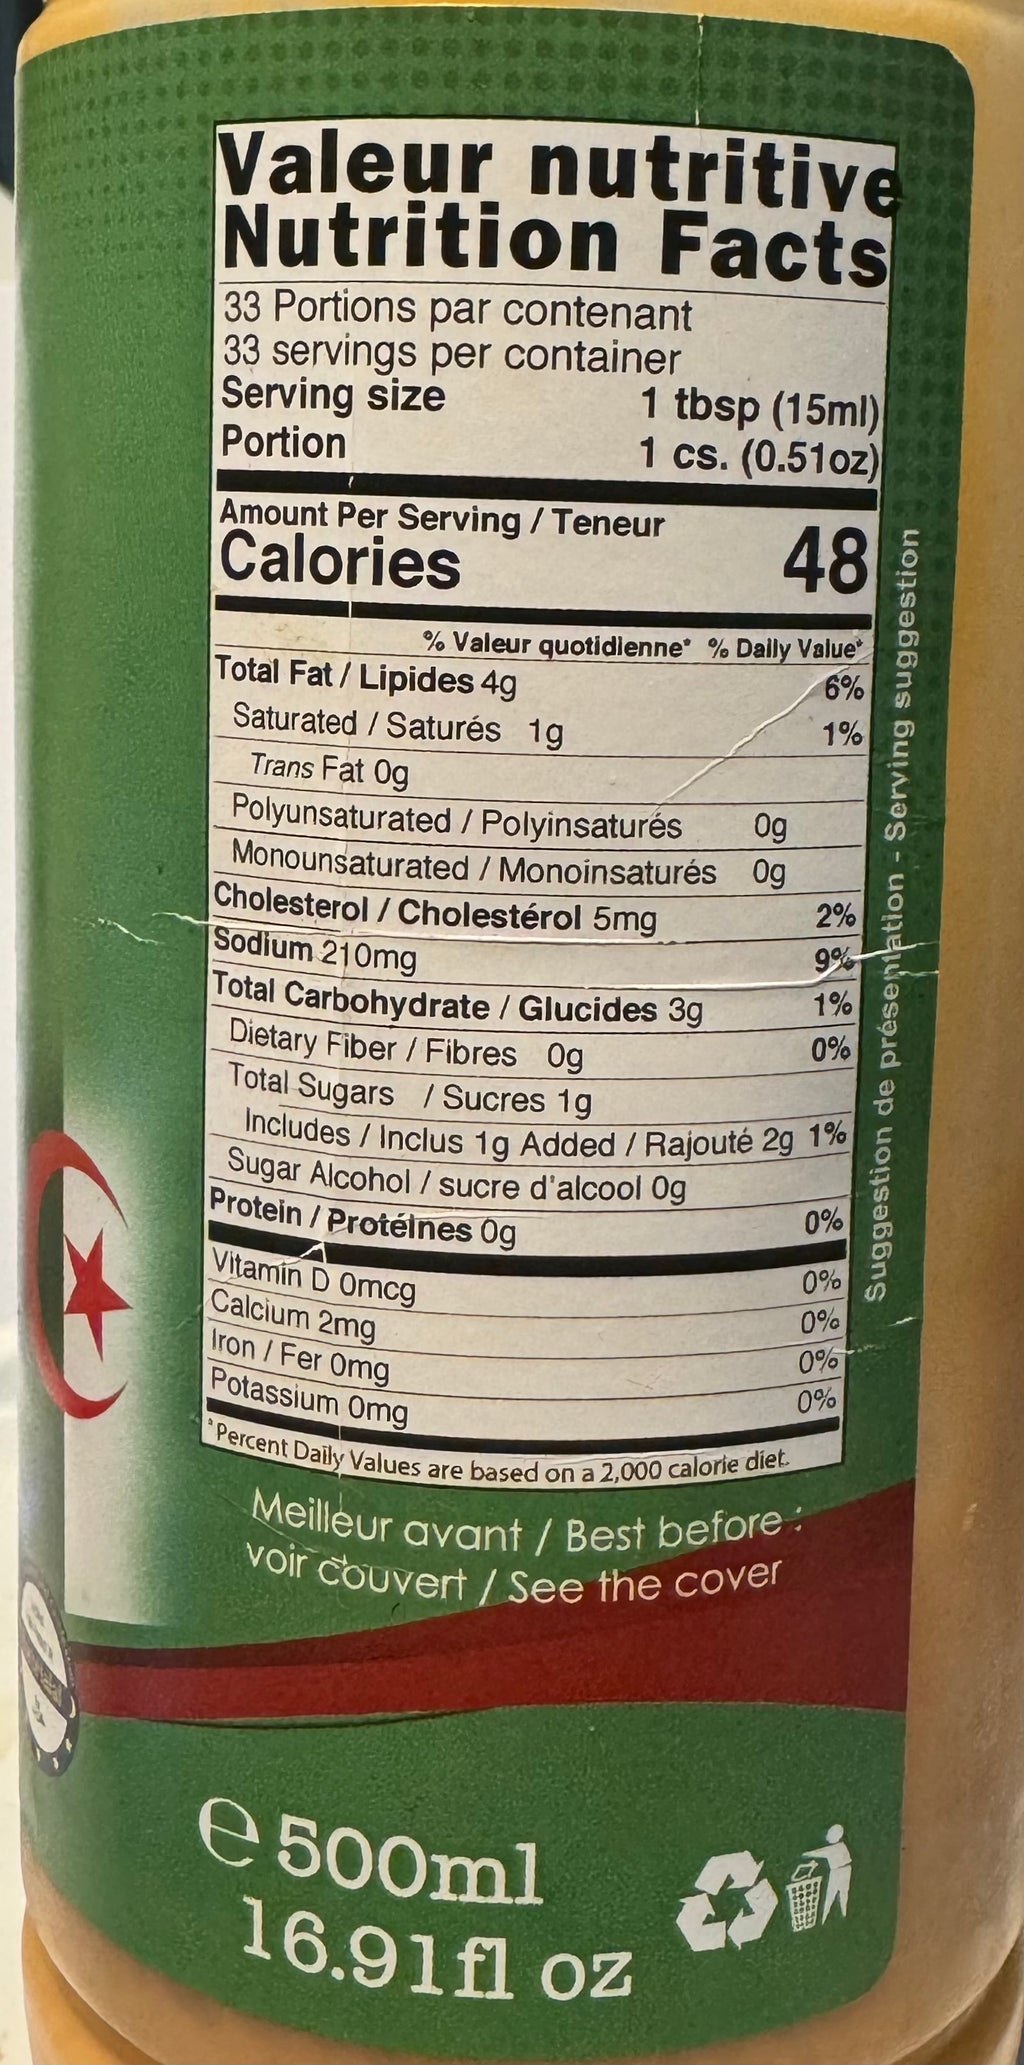 Valeur nutritive
Nutrition Facts
33 Portions par contenant
33 servings per container
Serving size 1 tbsp (15ml)
Portion 1 cs. (0.51oz)
Amount Per Serving / Teneur
Calories 48
% Valeur quotidienne* % Daily Value*
Total Fat / Lipides 4g 6%
Saturated / Saturés 1g 1%
Trans Fat 0g
Polyunsaturated / Polyinsaturés 0g
Monounsaturated / Monoinsaturés 0g
Cholesterol / Cholestérol 5mg 2%
Sodium 210mg 9%
Total Carbohydrate / Glucides 3g 1%
Dietary Fiber / Fibres 0g 0%
Total Sugars / Sucres 1g
Includes / Inclus 1g Added / Rajouté 2g 1%
Sugar Alcohol / sucre d'alcool 0g
Protein / Protéines 0g 0%
Vitamin D 0mcg 0%
Calcium 2mg 0%
Iron / Fer 0mg 0%
Potassium 0mg 0%
*Percent Daily Values are based on a 2,000 calorie diet.
Suggestion de présentation - Serving suggestion
Meilleur avant / Best before :
voir couvert / See the cover
e 500ml
16.91fl oz